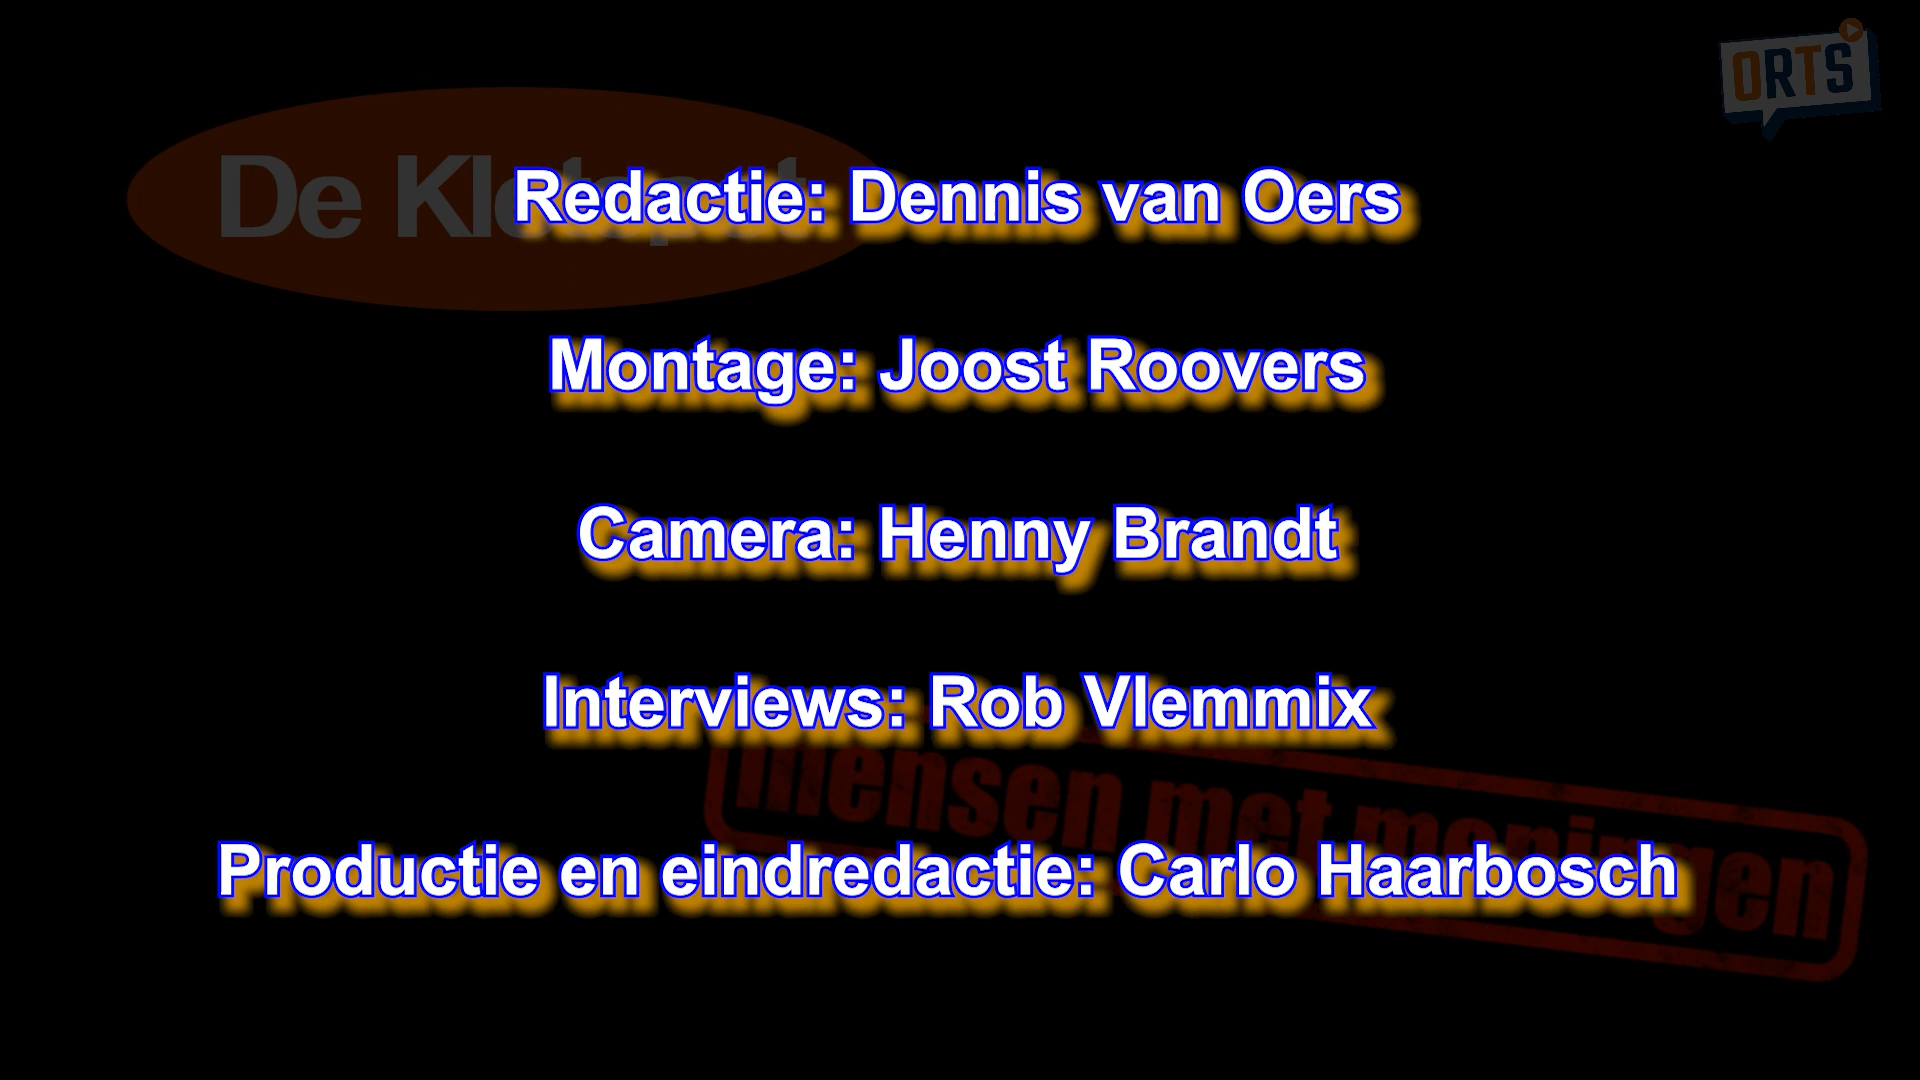 ORTS
De Kl
Redactie: Dennis van Oers
Montage: Joost Roovers
Camera: Henny Brandt
Interviews: Rob Vlemmix
mensen met meningen
Productie en eindredactie: Carlo Haarbosch